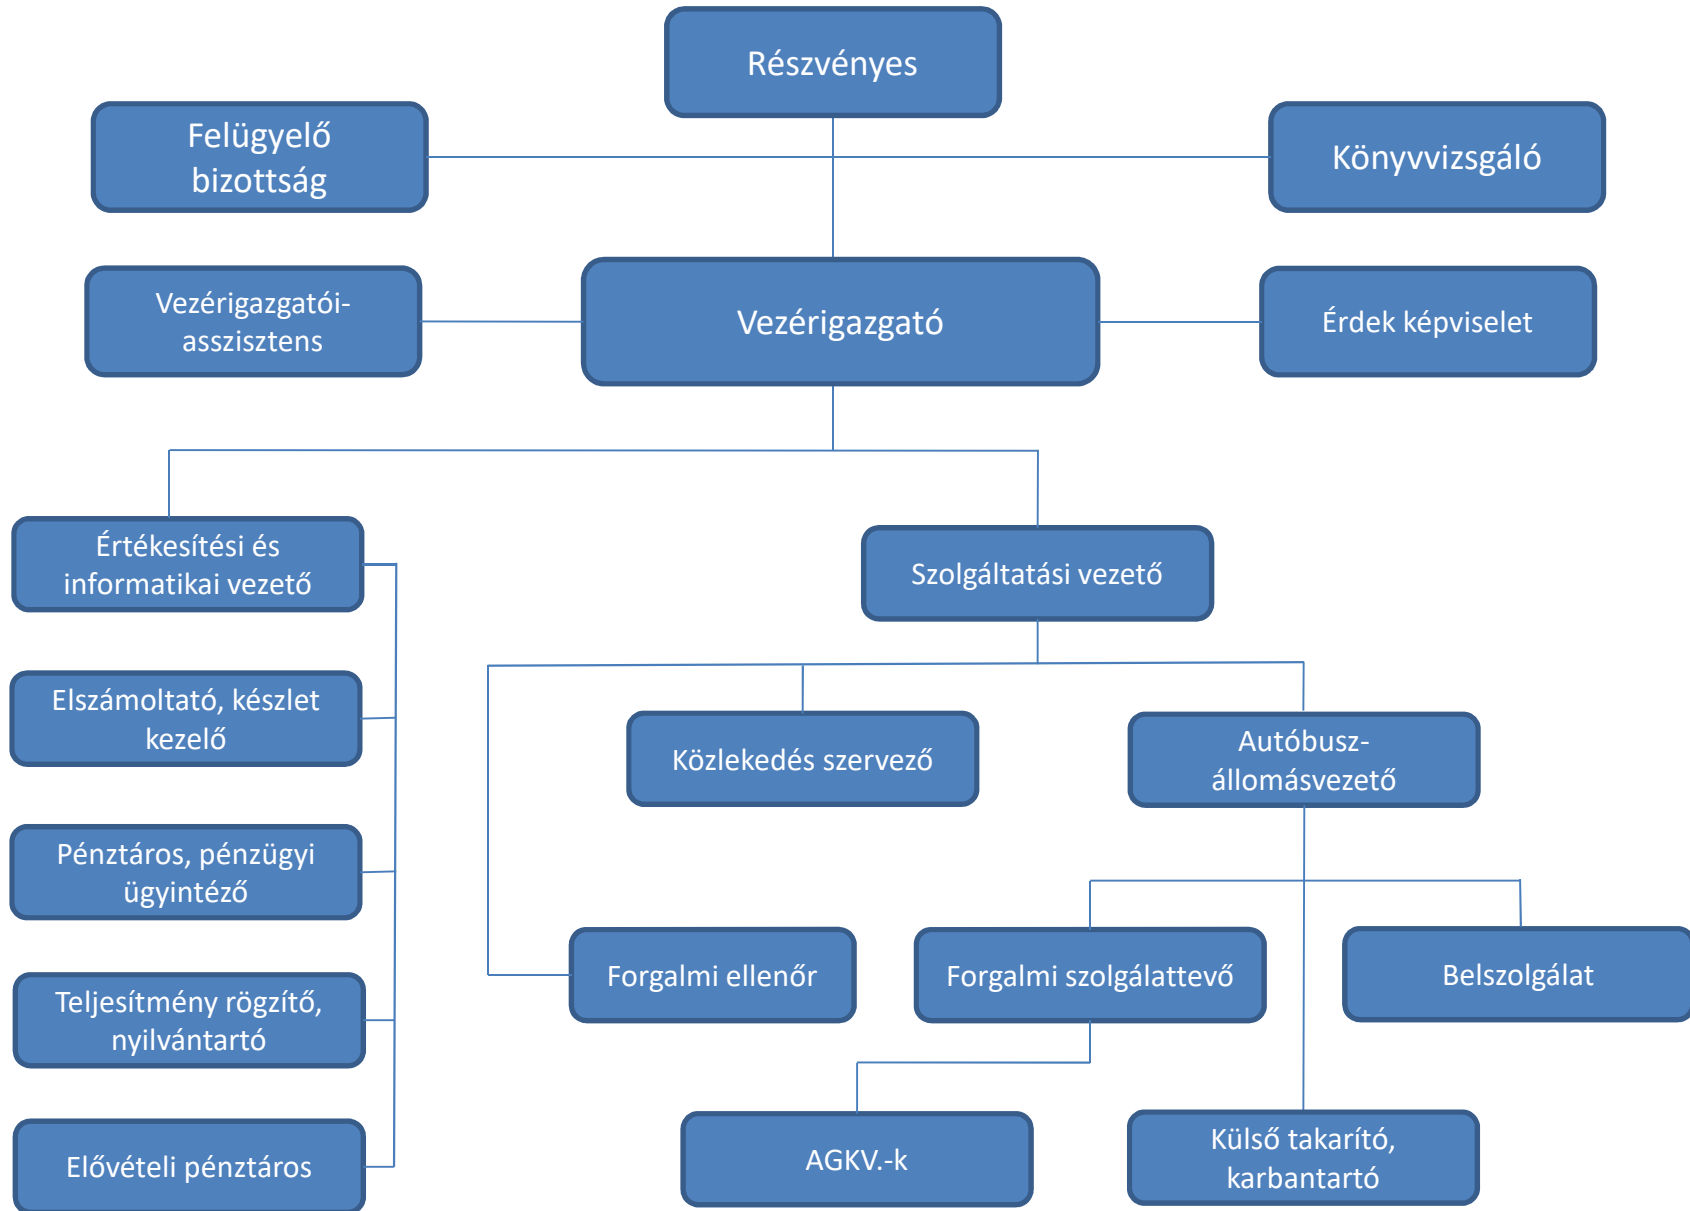 Részvényes
Felügyelő
bizottság
Könyvvizsgáló
Vezérigazgatói-
asszisztens
Vezérigazgató
Érdek képviselet
Értékesítési és
informatikai vezető
Szolgáltatási vezető
Elszámoltató, készlet
kezelő
Közlekedés szervező
Autóbusz-
állomásvezető
Pénztáros, pénzügyi
ügyintéző
Forgalmi ellenőr
Forgalmi szolgálattevő
Belszolgálat
Teljesítmény rögzítő,
nyilvántartó
Elővételi pénztáros
AGKV.-k
Külső takarító,
karbantartó